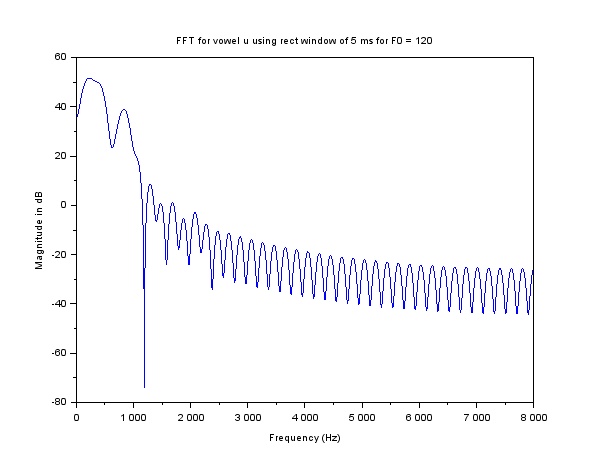 FFT for vowel u using rect window of 5 ms for F0 = 120
60
40
20
0
-20
-40
-60
-80
Magnitude in dB
0 1 000 2 000 3 000 4 000 5 000 6 000 7 000 8 000
Frequency (Hz)